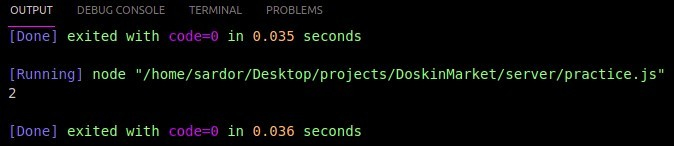 OUTPUT DEBUG CONSOLE TERMINAL PROBLEMS
[Done] exited with code=0 in 0.035 seconds
[Running] node "/home/sardor/Desktop/projects/DoskinMarket/server/practice.js"
2
[Done] exited with code=0 in 0.036 seconds